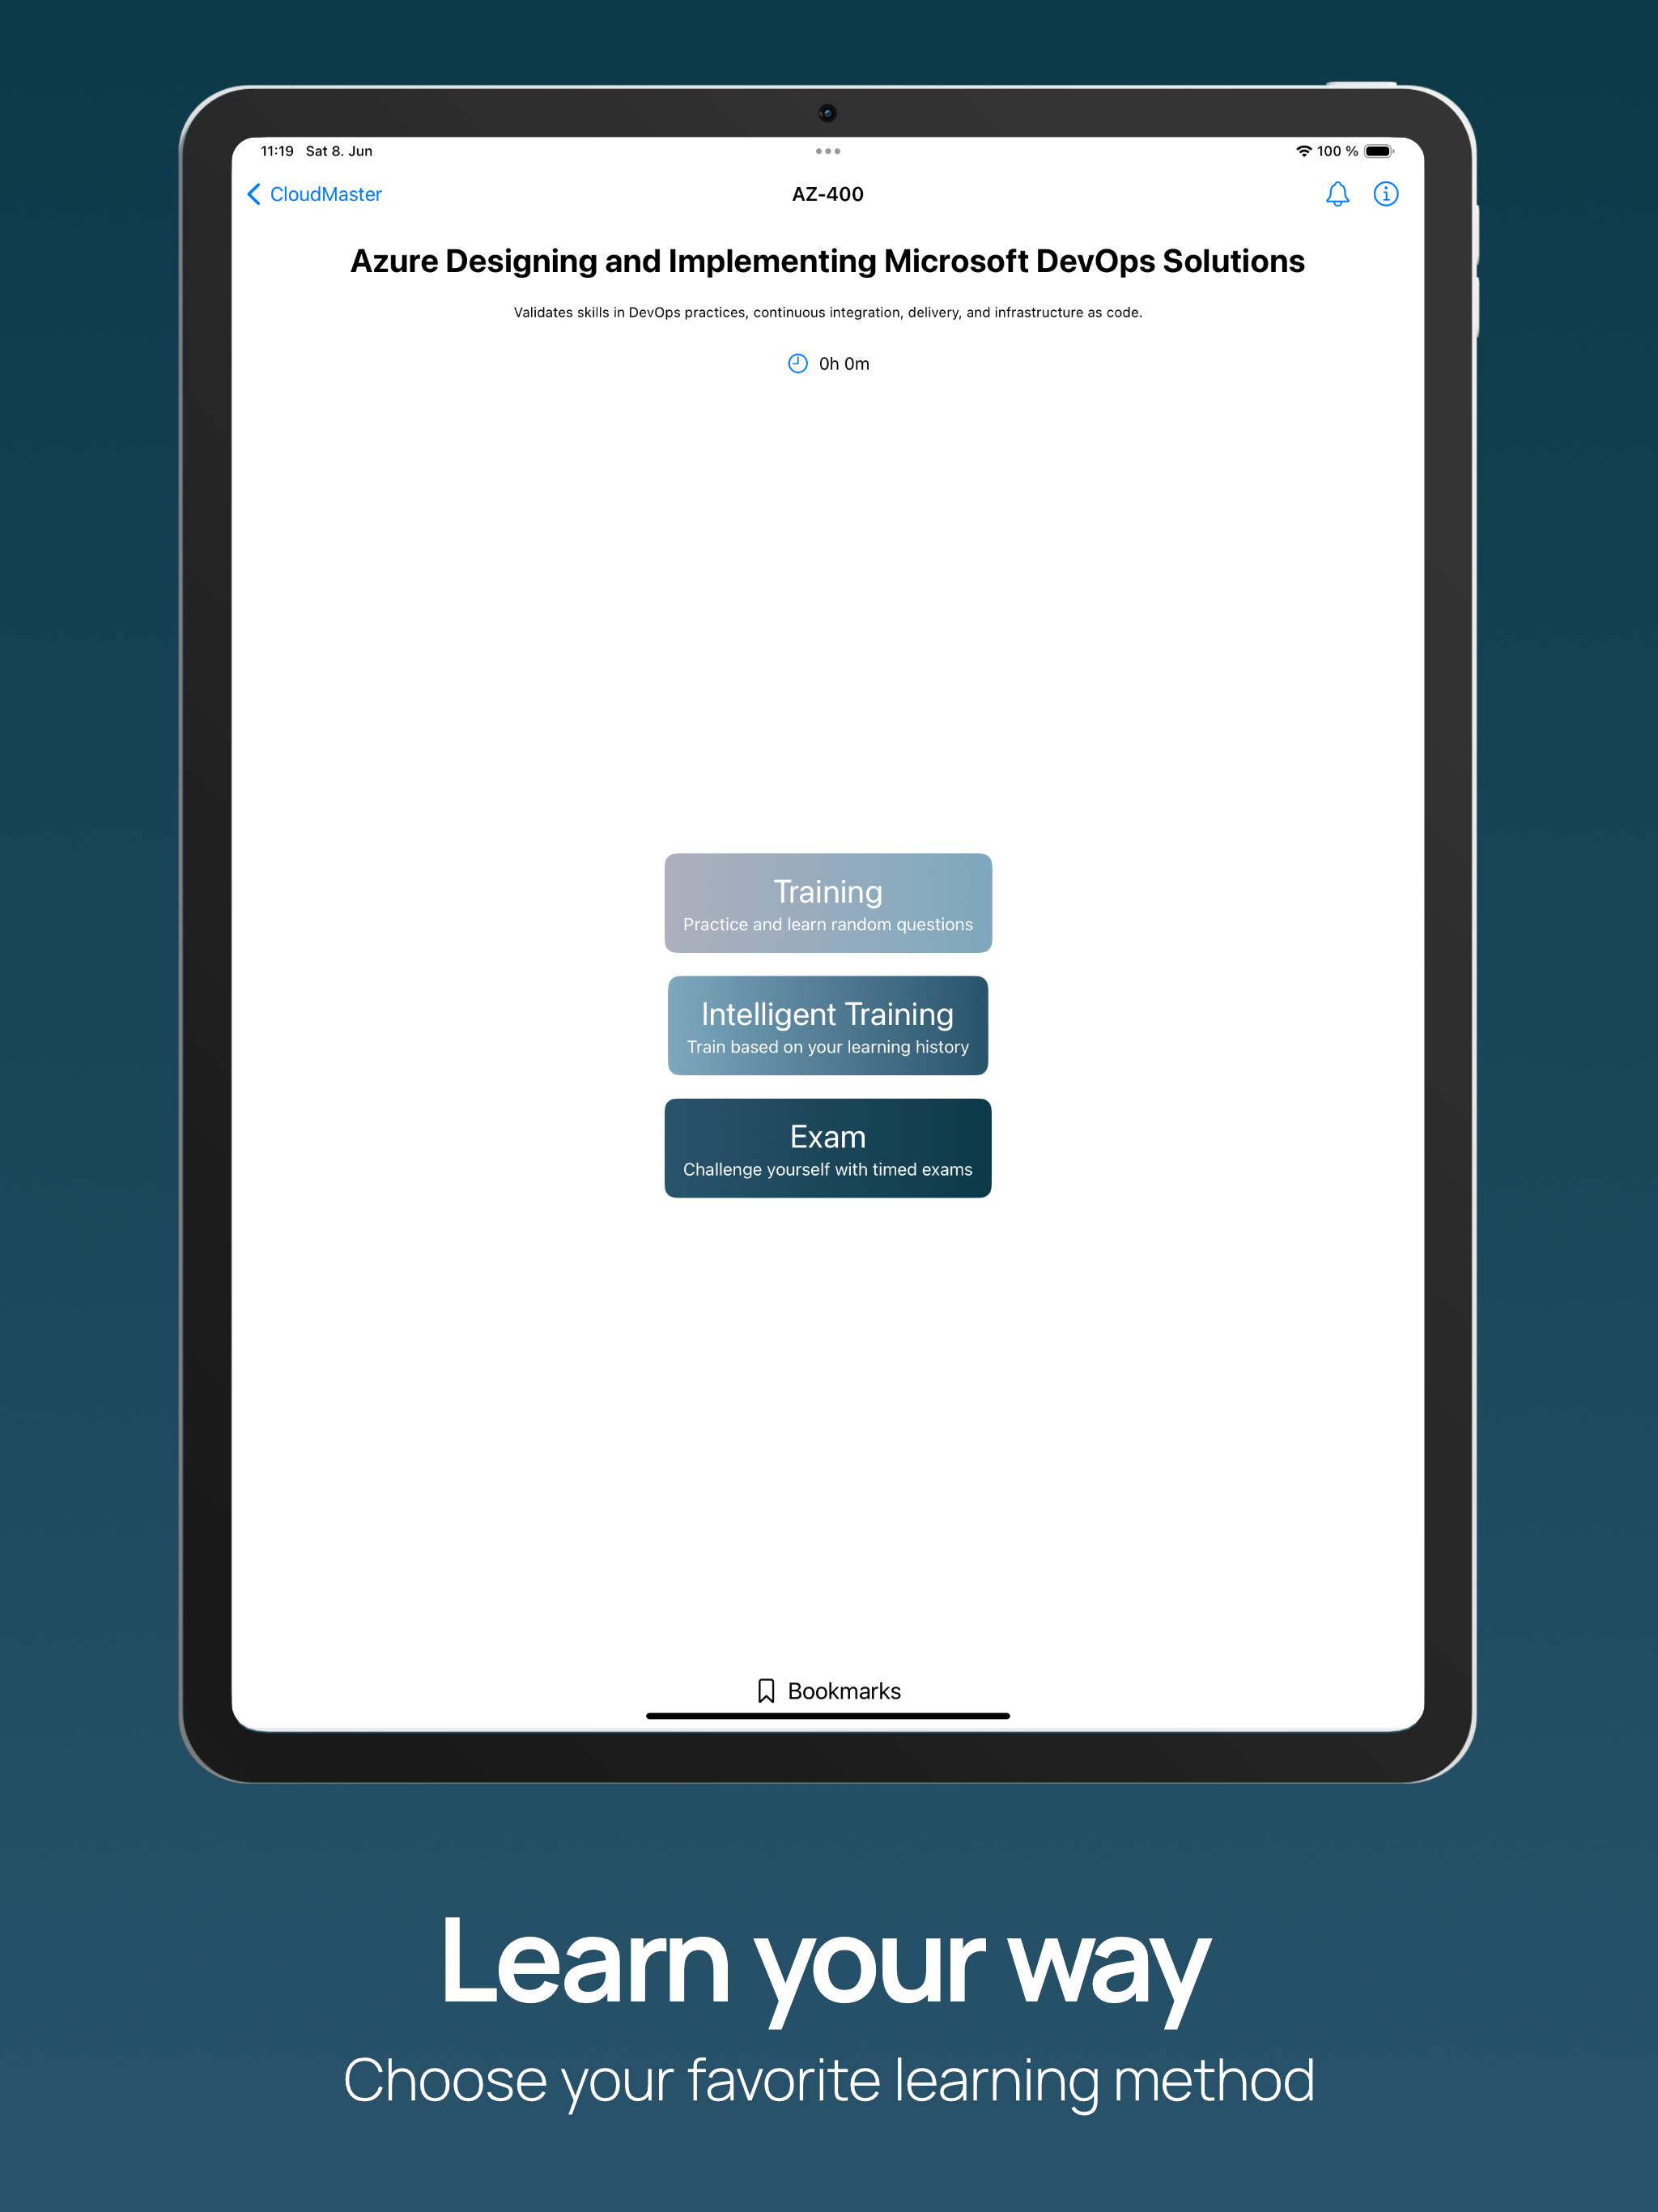 11:19 Sat 8. Jun
100 %
CloudMaster
AZ-400
Azure Designing and Implementing Microsoft DevOps Solutions
Validates skills in DevOps practices, continuous integration, delivery, and infrastructure as code.
0h 0m
Training
Practice and learn random questions
Intelligent Training
Train based on your learning history
Exam
Challenge yourself with timed exams
Bookmarks
Learn your way
Choose your favorite learning method